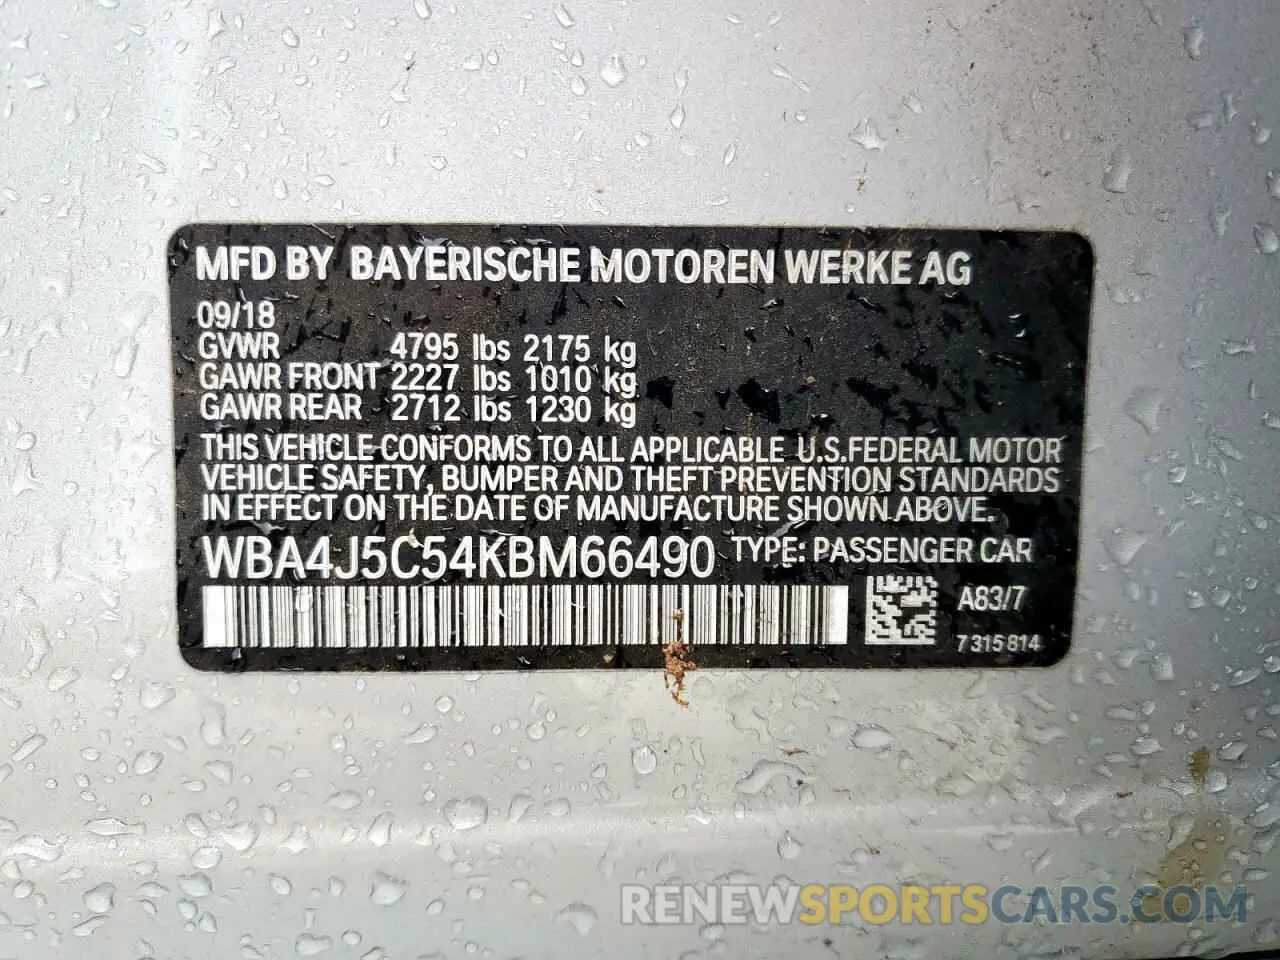 MFD BY BAYERISCHE MOTOREN WERKE AG
09/18
GVWR 4795 lbs 2175 kg
GAWR FRONT 2227 lbs 1010 kg
GAWR REAR 2712 lbs 1230 kg
THIS VEHICLE CONFORMS TO ALL APPLICABLE U.S.FEDERAL MOTOR
VEHICLE SAFETY, BUMPER AND THEFT PREVENTION STANDARDS
IN EFFECT ON THE DATE OF MANUFACTURE SHOWN ABOVE.
WBA4J5C54KBM66490 TYPE: PASSENGER CAR
A83/7
7 315 814
RENEWSPORTSCARS.COM